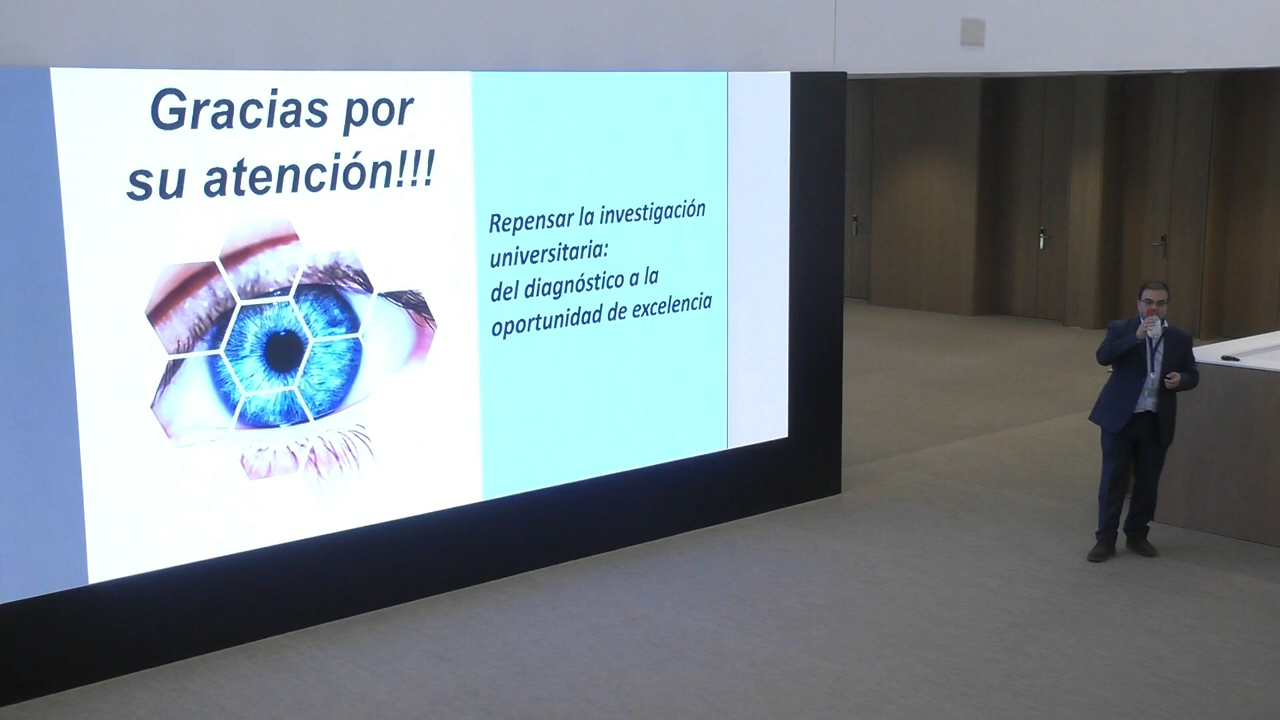 Gracias por
su atención!!!
Repensar la investigación
universitaria:
del diagnóstico a la
oportunidad de excelencia